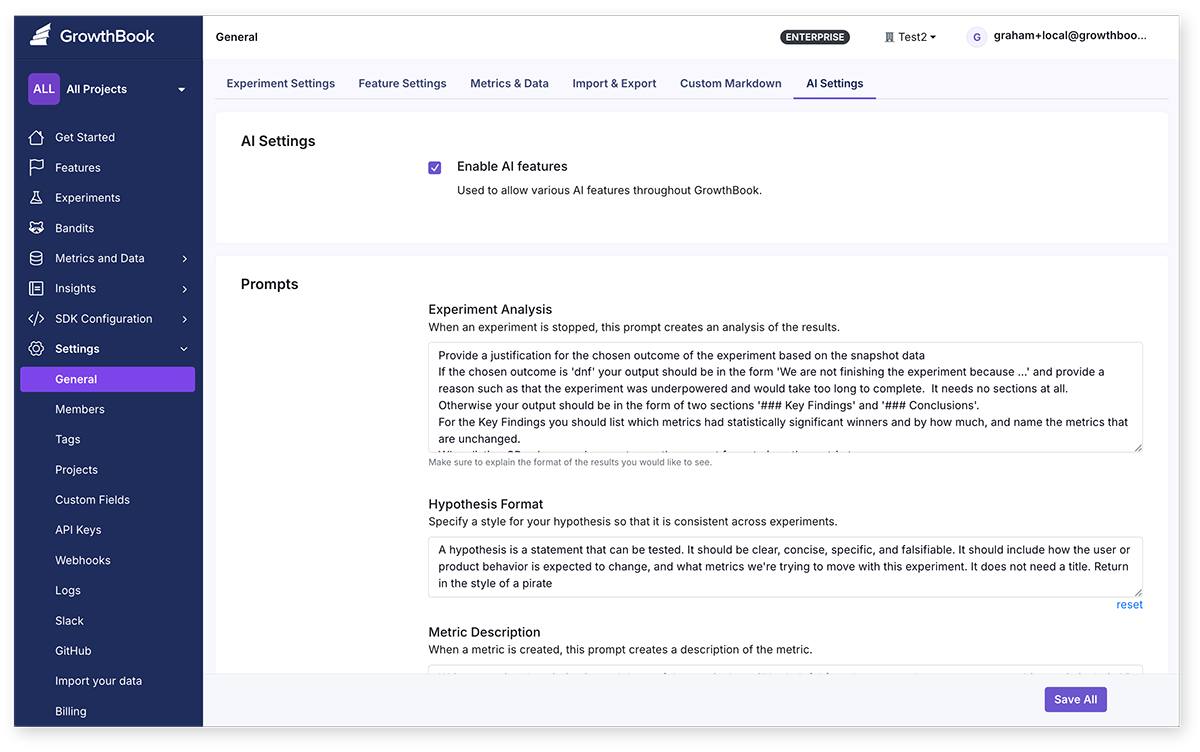 GrowthBook
General
ENTERPRISE
Test2
G
graham+local@growthboo...
ALL
All Projects
Get Started
Features
Experiments
Bandits
Metrics and Data
Insights
SDK Configuration
Settings
General
Members
Tags
Projects
Custom Fields
API Keys
Webhooks
Logs
Slack
GitHub
Import your data
Billing
Experiment Settings
Feature Settings
Metrics & Data
Import & Export
Custom Markdown
AI Settings
AI Settings
Enable AI features
Used to allow various AI features throughout GrowthBook.
Prompts
Experiment Analysis
When an experiment is stopped, this prompt creates an analysis of the results.
Provide a justification for the chosen outcome of the experiment based on the snapshot data
If the chosen outcome is 'dnf' your output should be in the form 'We are not finishing the experiment because ...' and provide a
reason such as that the experiment was underpowered and would take too long to complete.  It needs no sections at all.
Otherwise your output should be in the form of two sections '### Key Findings' and '### Conclusions'.
For the Key Findings you should list which metrics had statistically significant winners and by how much, and name the metrics that
are unchanged.
Make sure to explain the format of the results you would like to see.
Hypothesis Format
Specify a style for your hypothesis so that it is consistent across experiments.
A hypothesis is a statement that can be tested. It should be clear, concise, specific, and falsifiable. It should include how the user or
product behavior is expected to change, and what metrics we're trying to move with this experiment. It does not need a title. Return
in the style of a pirate
reset
Metric Description
When a metric is created, this prompt creates a description of the metric.
Save All